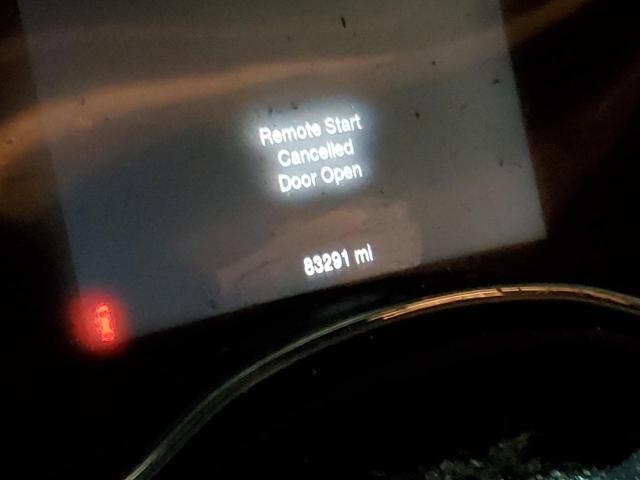 Remote Start
Cancelled
Door Open
83291 mi